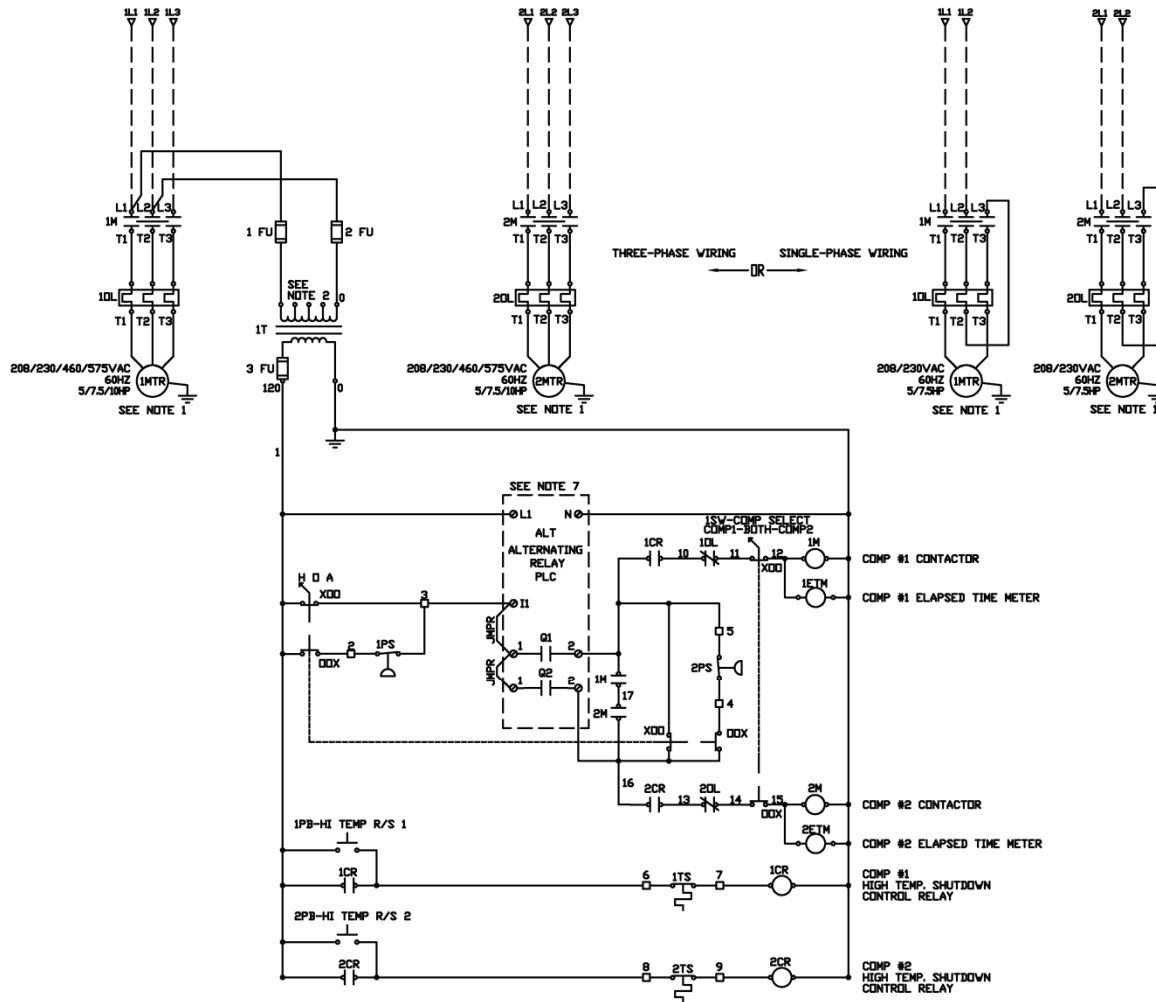 1L1 1L2 1L3
2L1 2L2 2L3
1L1 1L2
2L1 2L2
L1 L2 L3
1M
T1 T2 T3
1OL
T1 T2 T3
208/230/460/575VAC
60HZ
5/7.5/10HP
1MTR
SEE NOTE 1
1 FU
2 FU
SEE
NOTE 2
0
1T
3 FU
120
0
L1 L2 L3
2M
T1 T2 T3
2OL
T1 T2 T3
208/230/460/575VAC
60HZ
5/7.5/10HP
2MTR
SEE NOTE 1
THREE-PHASE WIRING
OR
SINGLE-PHASE WIRING
L1 L2 L3
1M
T1 T2 T3
1OL
T1 T2 T3
208/230VAC
60HZ
5/7.5HP
1MTR
SEE NOTE 1
L1 L2 L3
2M
T1 T2 T3
2OL
T1 T2 T3
208/230VAC
60HZ
5/7.5HP
2MTR
SEE NOTE 1
1
SEE NOTE 7
L1
N
ALT
ALTERNATING
RELAY
PLC
1SW-COMP SELECT
COMP1-BOTH-COMP2
1CR
10
1OL
11
12
XOO
1M
COMP #1 CONTACTOR
1ETM
COMP #1 ELAPSED TIME METER
H O A
XOO
3
I1
JMPR
2
1PS
OOX
1
Q1
2
JMPR
1
Q2
2
5
2PS
4
1M
17
2M
XOO
OOX
16
2CR
13
2OL
14
15
OOX
2M
COMP #2 CONTACTOR
2ETM
COMP #2 ELAPSED TIME METER
1PB-HI TEMP R/S 1
1CR
6
1TS
7
1CR
COMP #1
HIGH TEMP. SHUTDOWN
CONTROL RELAY
2PB-HI TEMP R/S 2
2CR
8
2TS
9
2CR
COMP #2
HIGH TEMP. SHUTDOWN
CONTROL RELAY